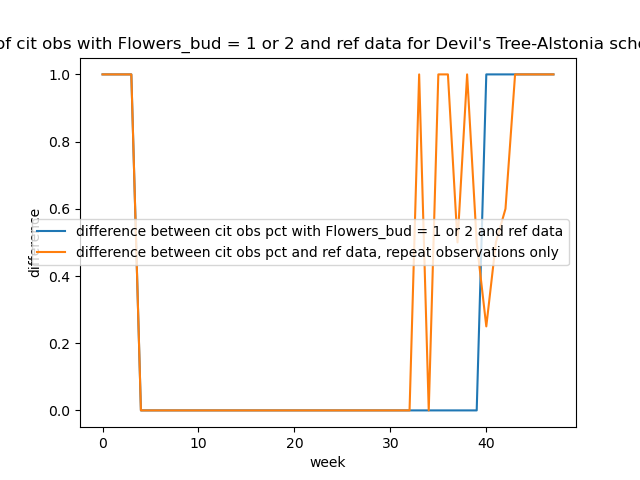 of cit obs with Flowers_bud = 1 or 2 and ref data for Devil's Tree-Alstonia
1.0
0.8
0.6
0.4
0.2
0.0
difference
difference between cit obs pct with Flowers_bud = 1 or 2 and ref data
difference between cit obs pct and ref data, repeat observations only
0 10 20 30 40
week